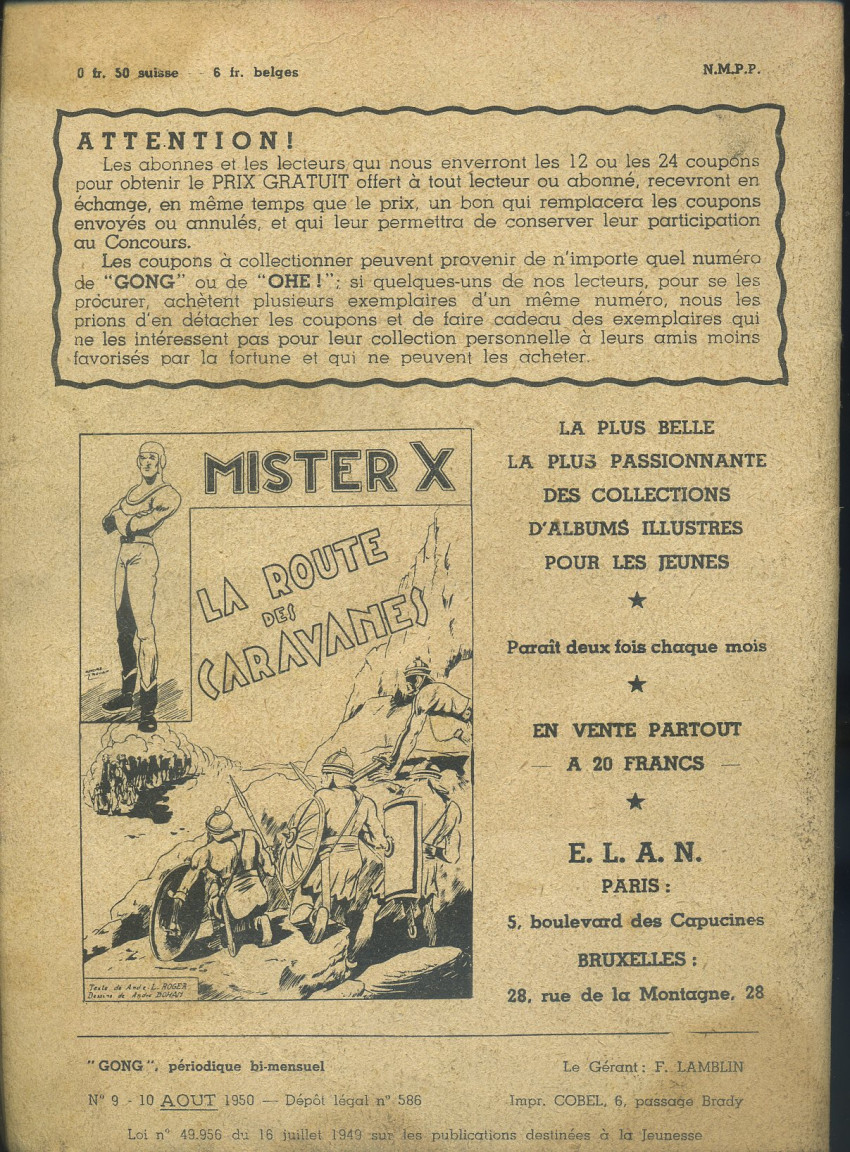 0 fr. 50 suisse - - 6 fr. belges
N.M.P.P.
ATTENTION!
Les abonnes et les lecteurs qui nous enverront les 12 ou les 24 coupons
pour obtenir le PRIX GRATUIT offert à tout lecteur ou abonné, recevront en
échange, en même temps que le prix, un bon qui remplacera les coupons
envoyés ou annulés, et qui leur permettra de conserver leur participation
au Concours.
Les coupons à collectionner peuvent provenir de n'importe quel numéro
de "GONG" ou de "OHE!"; si quelques-uns de nos lecteurs, pour se les
procurer, achètent plusieurs exemplaires d'un même numéro, nous les
prions d'en détacher les coupons et de faire cadeau des exemplaires qui
ne les intéressent pas pour leur collection personnelle à leurs amis moins
favorisés par la fortune et qui ne peuvent les acheter.
MISTER X
LA ROUTE
DES
CARAVANES
Texte de André L. ROGER
Dessins de André BOHAN
LA PLUS BELLE
LA PLUS PASSIONNANTE
DES COLLECTIONS
D'ALBUMS ILLUSTRES
POUR LES JEUNES
★
Paraît deux fois chaque mois
★
EN VENTE PARTOUT
— A 20 FRANCS —
★
E. L. A. N.
PARIS :
5, boulevard des Capucines
BRUXELLES :
28, rue de la Montagne, 28
"GONG", périodique bi-mensuel
Le Gérant : F. LAMBLIN
N° 9 - 10 AOUT 1950 — Dépôt légal n° 586
Impr. COBEL, 6, passage Brady
Loi n° 49.956 du 16 juillet 1949 sur les publications destinées à la Jeunesse